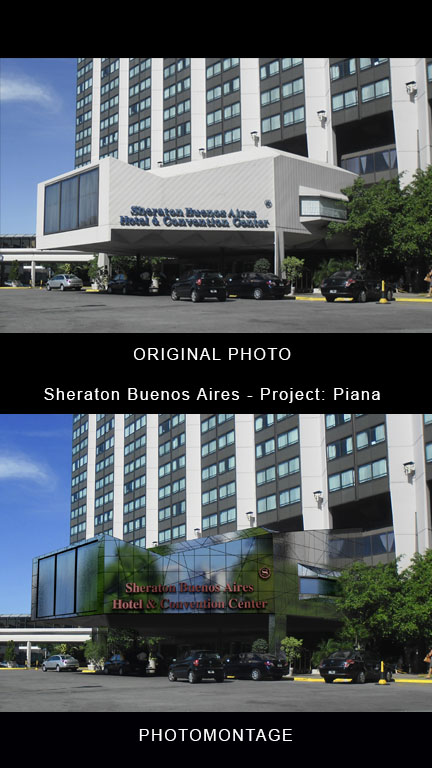 Sheraton Buenos Aires
Hotel & Convention Center
ORIGINAL PHOTO
Sheraton Buenos Aires - Project: Piana
Sheraton Buenos Aires
Hotel & Convention Center
PHOTOMONTAGE